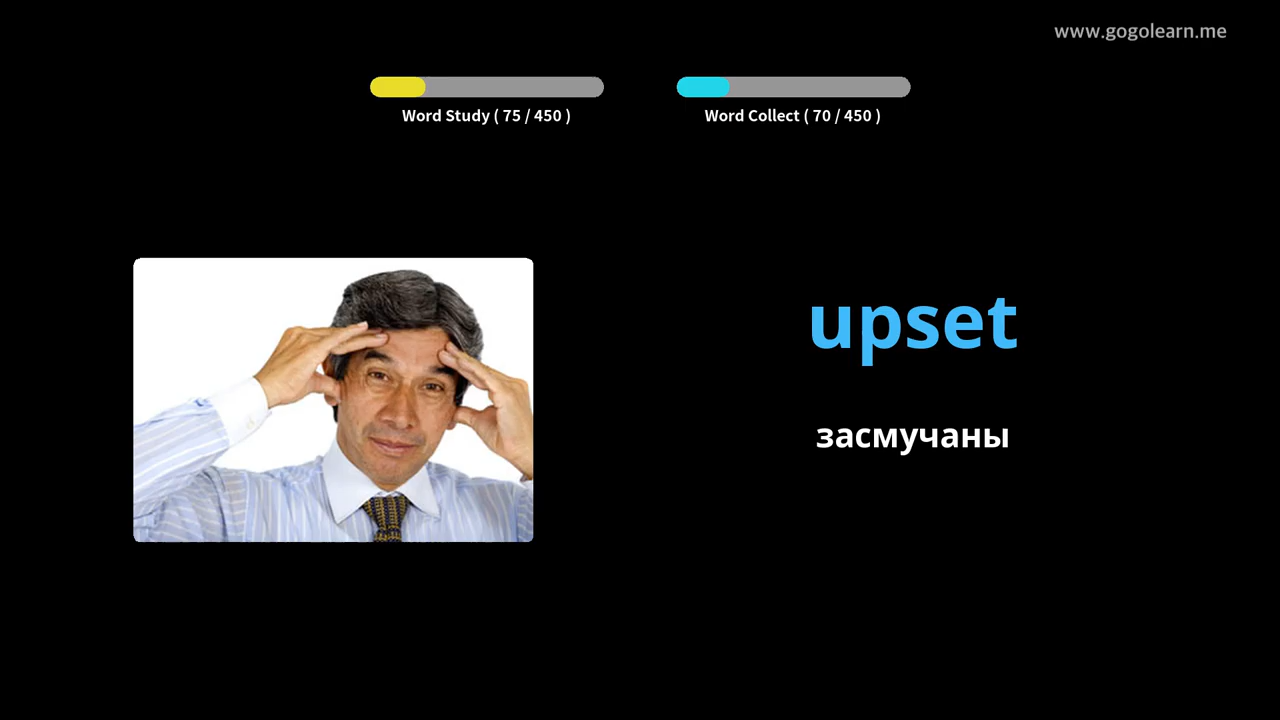 www.gogolearn.me
Word Study ( 75 / 450 )
Word Collect ( 70 / 450 )
upset
засмучаны